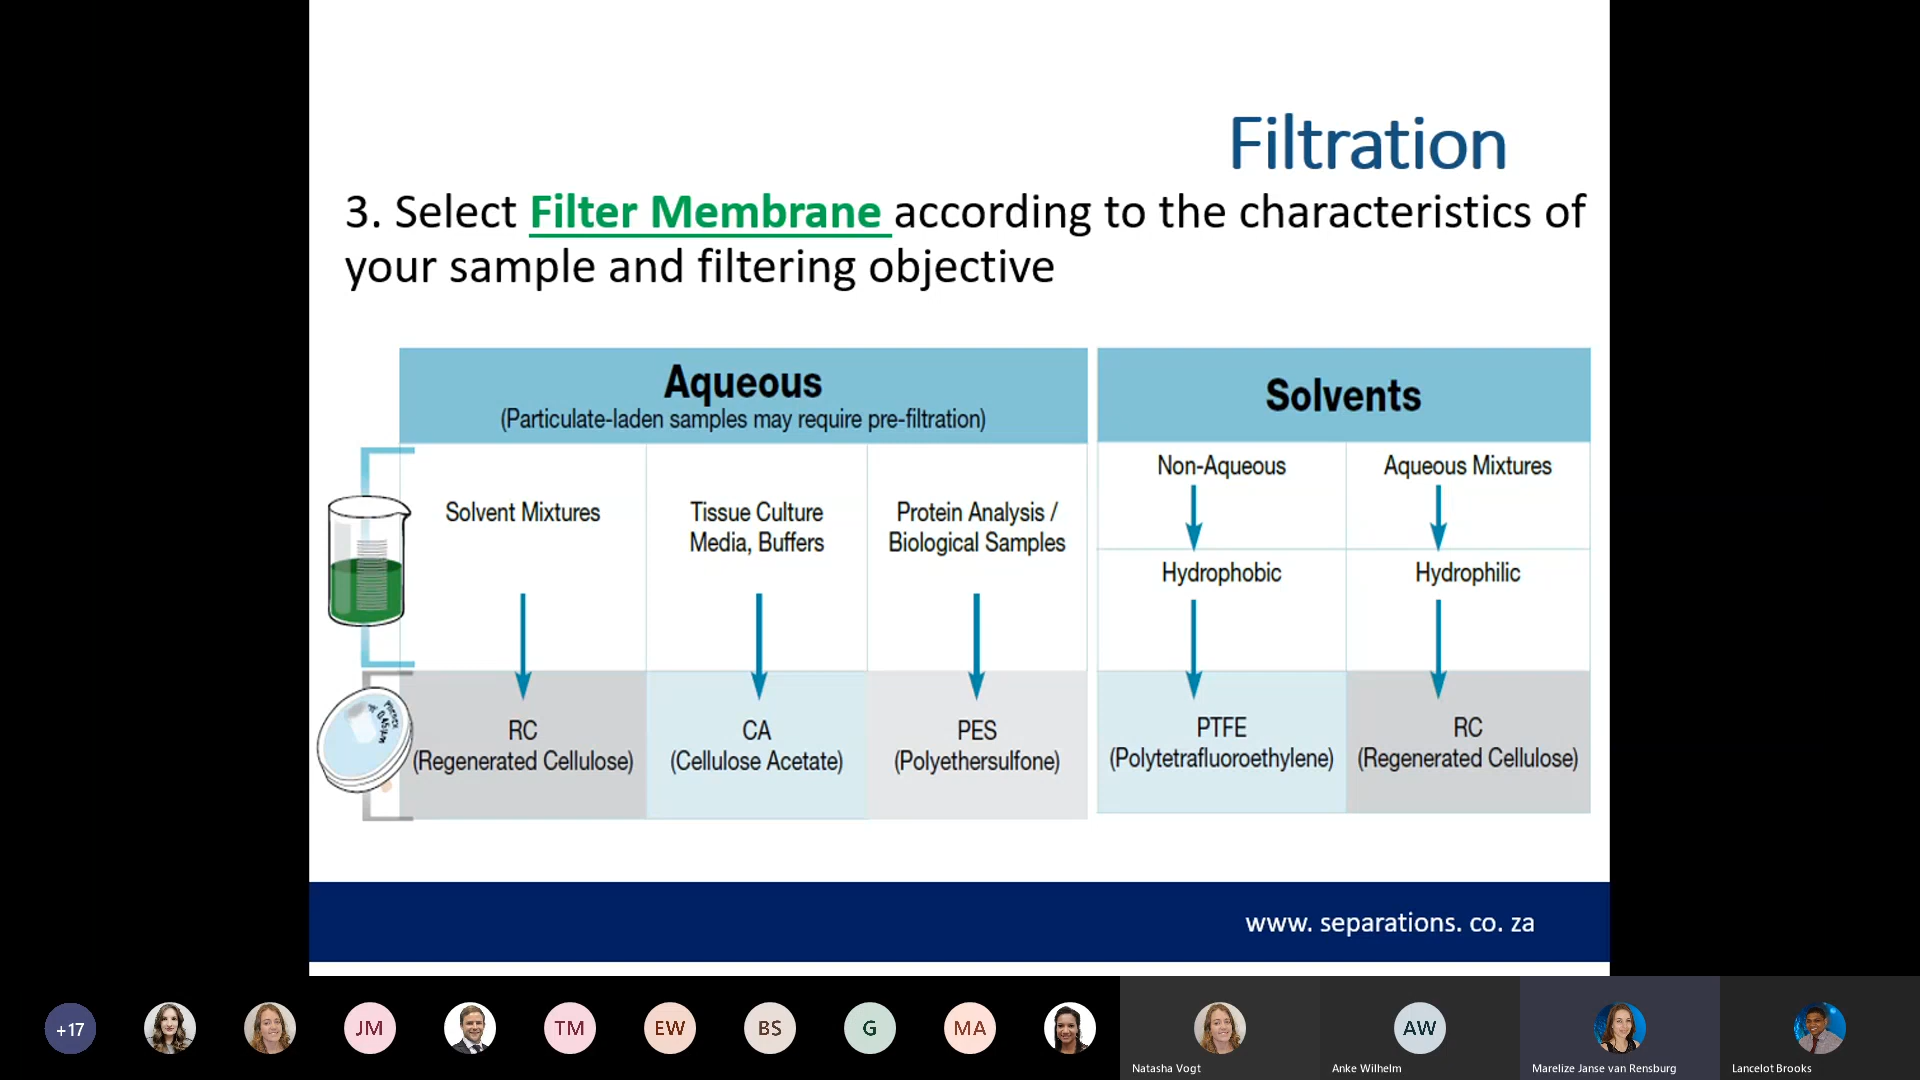 Filtration
3. Select Filter Membrane according to the characteristics of
your sample and filtering objective
Aqueous
(Particulate-laden samples may require pre-filtration)
Solvents
Solvent Mixtures
Tissue Culture
Media, Buffers
Protein Analysis /
Biological Samples
Non-Aqueous
Aqueous Mixtures
Hydrophobic
Hydrophilic
RC
(Regenerated Cellulose)
CA
(Cellulose Acetate)
PES
(Polyethersulfone)
PTFE
(Polytetrafluoroethylene)
RC
(Regenerated Cellulose)
www. separations. co. za
+17
JM
TM
EW
BS
G
MA
AW
Natasha Vogt
Anke Wilhelm
Marelize Janse van Rensburg
Lancelot Brooks